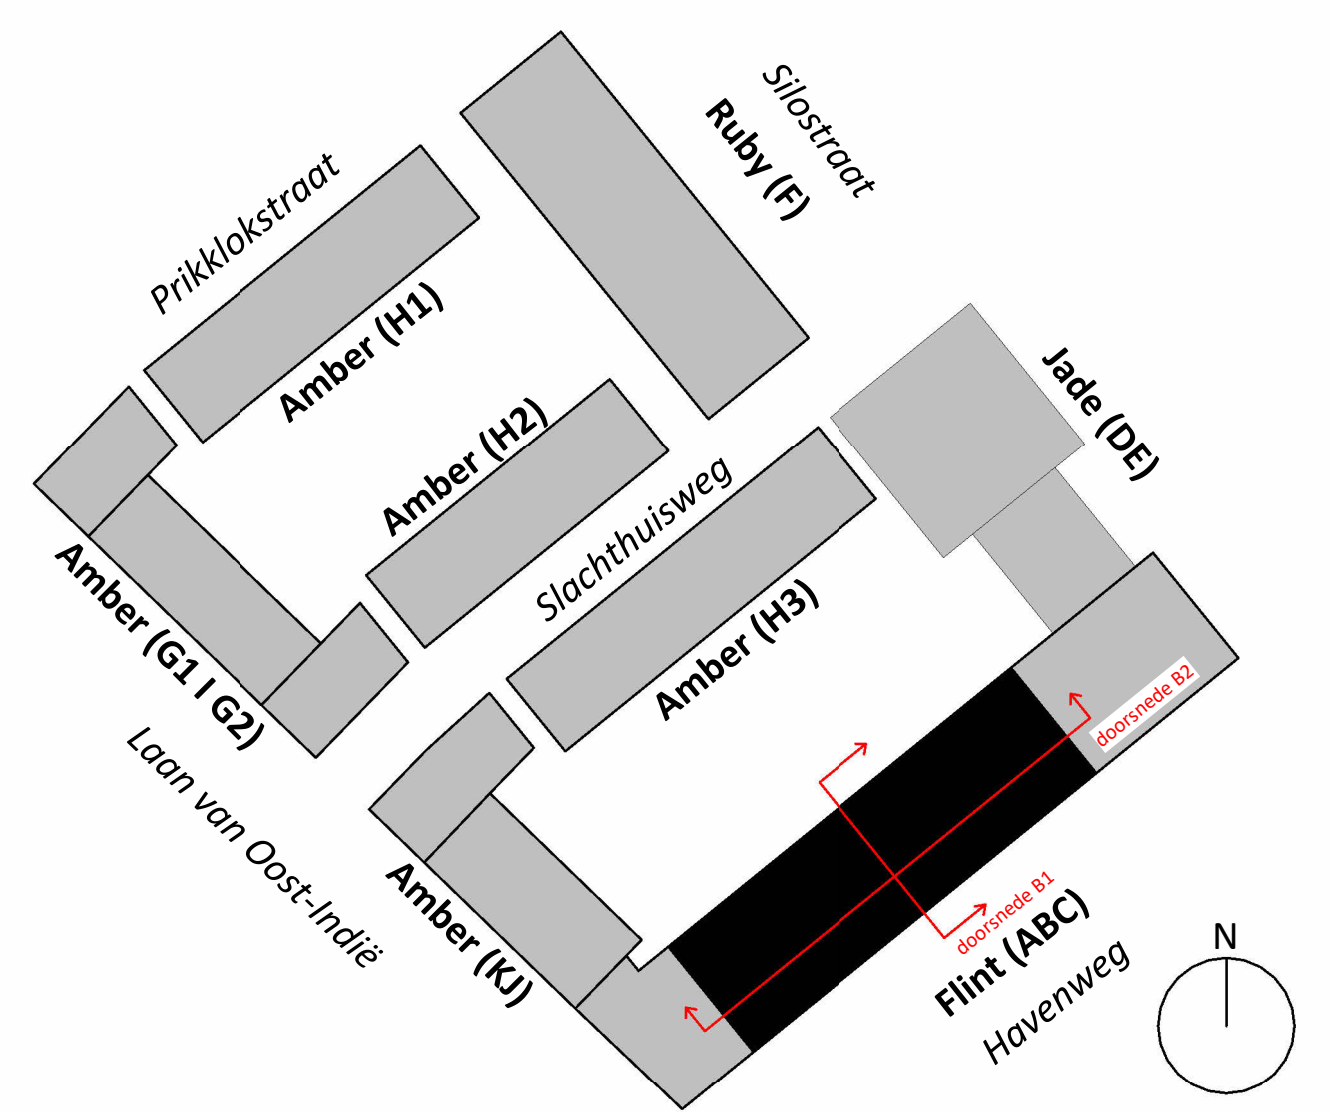 Silostraat
Ruby (F)
Prikklokstraat
Amber (H1)
Jade (DE)
Amber (H2)
Slachthuisweg
Amber (H3)
Amber (G1 I G2)
doorsnede B2
Laan van Oost-Indië
Amber (KJ)
doorsnede B1
Flint (ABC)
Havenweg
N